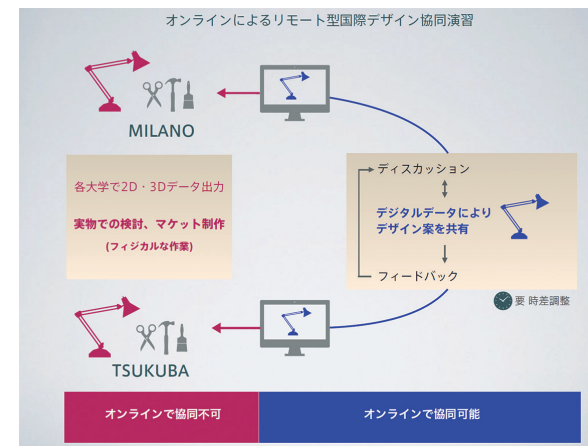 オンラインによるリモート型国際デザイン協同演習
MILANO
各大学で2D・3Dデータ出力
実物での検討、マケット制作
(フィジカルな作業)
ディスカッション
デジタルデータにより
デザイン案を共有
フィードバック
要 時差調整
TSUKUBA
オンラインで協同不可
オンラインで協同可能